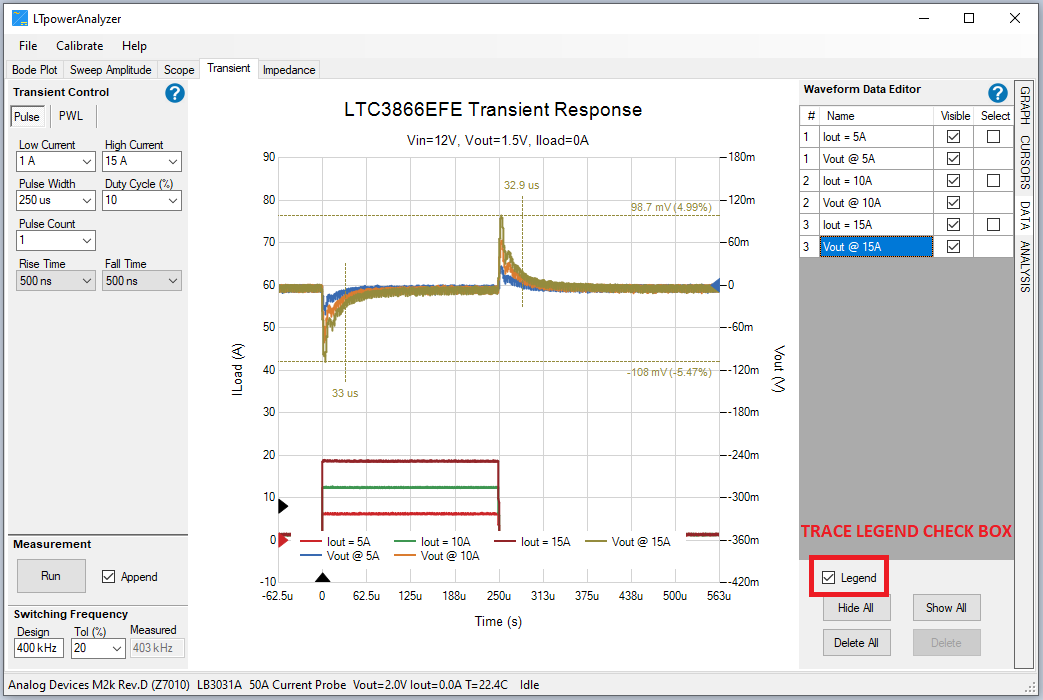 LTpowerAnalyzer
File Calibrate Help
Bode Plot Sweep Amplitude Scope Transient Impedance
Transient Control ?
Pulse PWL
Low Current High Current
1 A 15 A
Pulse Width Duty Cycle (%)
250 us 10
Pulse Count
1
Rise Time Fall Time
500 ns 500 ns
Measurement
Run Append
Switching Frequency
Design Tol (%) Measured
400 kHz 20 403 kHz
LTC3866EFE Transient Response
Vin=12V, Vout=1.5V, Iload=0A
90 180m
80 120m
70 60m
60 0
50 -60m
40 -120m
30 -180m
20 -240m
10 -300m
0 -360m
-10 -420m
ILoad (A)
Vout (V)
32.9 us
98.7 mV (4.99%)
-108 mV (-5.47%)
33 us
Iout = 5A Iout = 10A Iout = 15A Vout @ 15A
Vout @ 5A Vout @ 10A
-62.5u 0 62.5u 125u 188u 250u 313u 375u 438u 500u 563u
Time (s)
Waveform Data Editor ?
# Name Visible Select
1 Iout = 5A
1 Vout @ 5A
2 Iout = 10A
2 Vout @ 10A
3 Iout = 15A
3 Vout @ 15A
TRACE LEGEND CHECK BOX
Legend
Hide All Show All
Delete All Delete
GRAPH CURSORS DATA ANALYSIS
Analog Devices M2k Rev.D (Z7010) LB3031A 50A Current Probe Vout=2.0V Iout=0.0A T=22.4C Idle